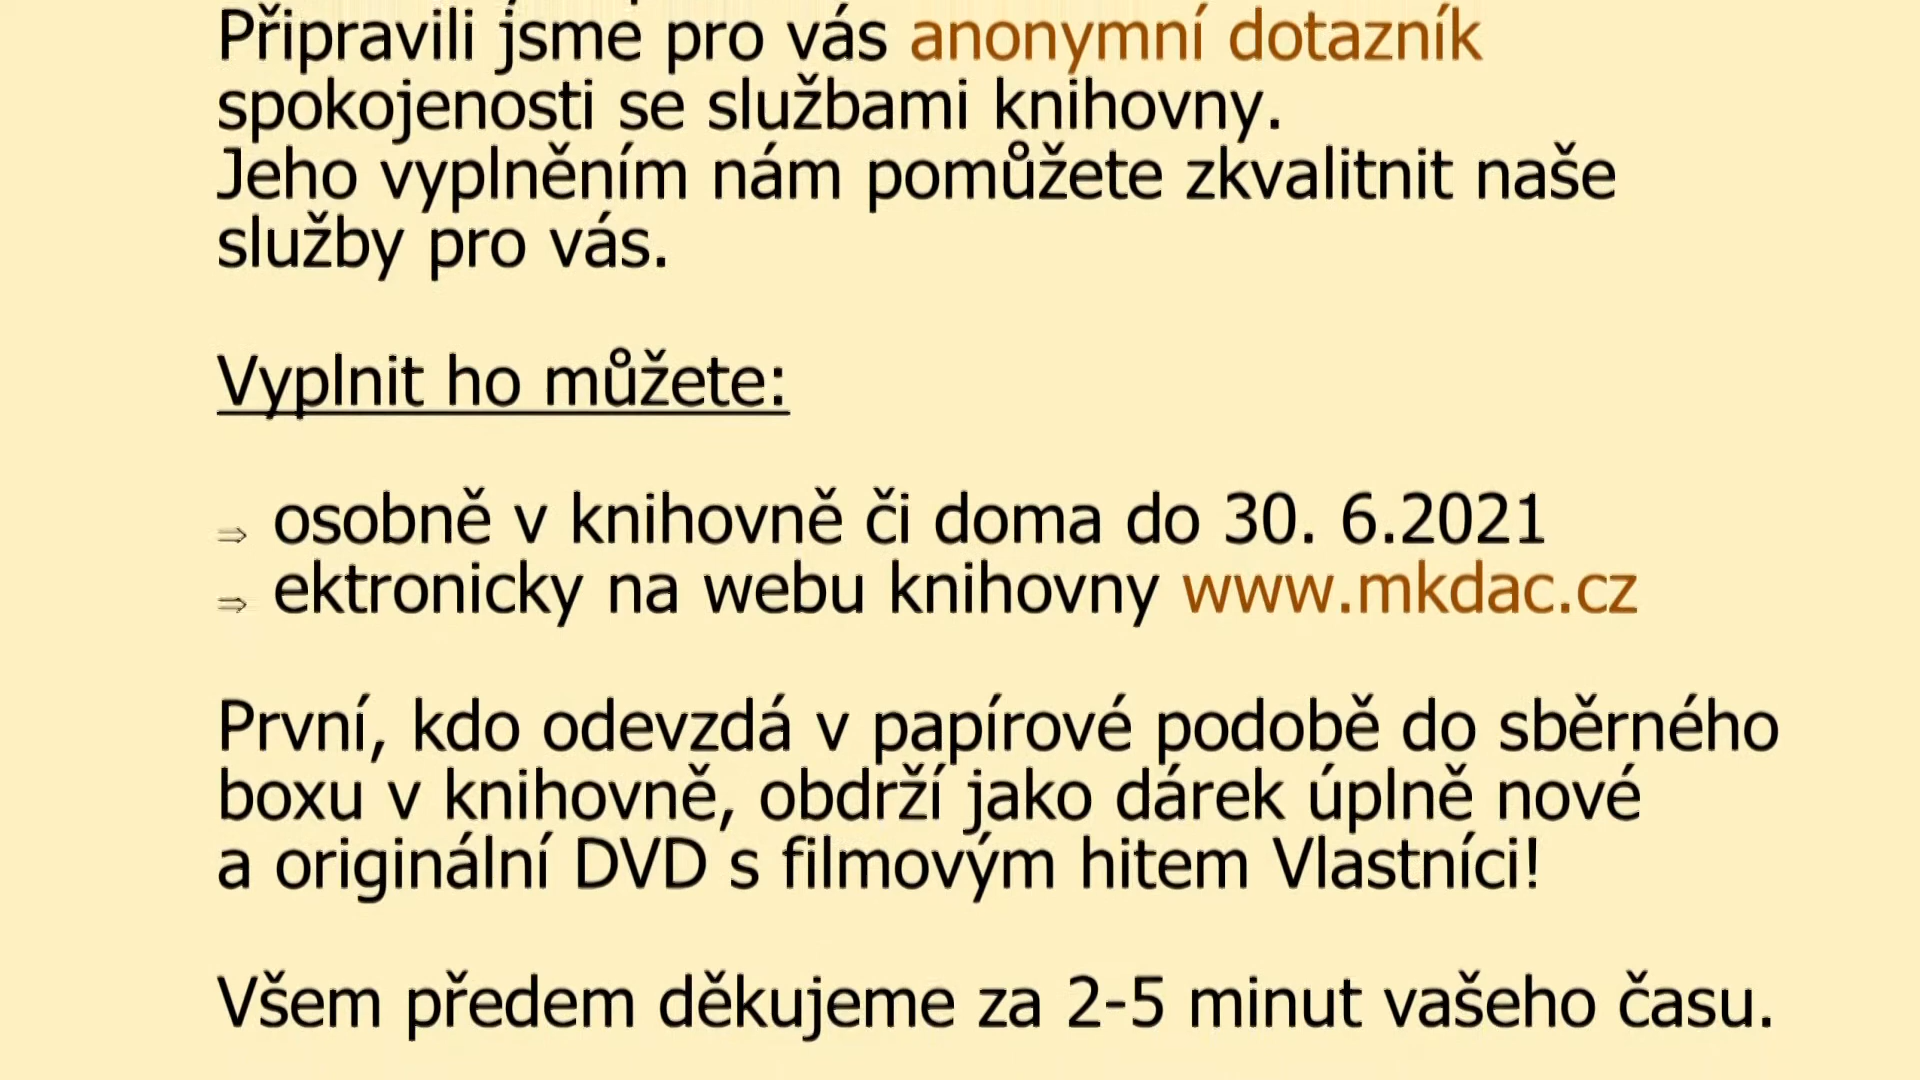 Připravili jsme pro vás anonymní dotazník
spokojenosti se službami knihovny.
Jeho vyplněním nám pomůžete zkvalitnit naše
služby pro vás.
Vyplnit ho můžete:
⇒ osobně v knihovně či doma do 30. 6.2021
⇒ ektronicky na webu knihovny www.mkdac.cz
První, kdo odevzdá v papírové podobě do sběrného
boxu v knihovně, obdrží jako dárek úplně nové
a originální DVD s filmovým hitem Vlastníci!
Všem předem děkujeme za 2-5 minut vašeho času.